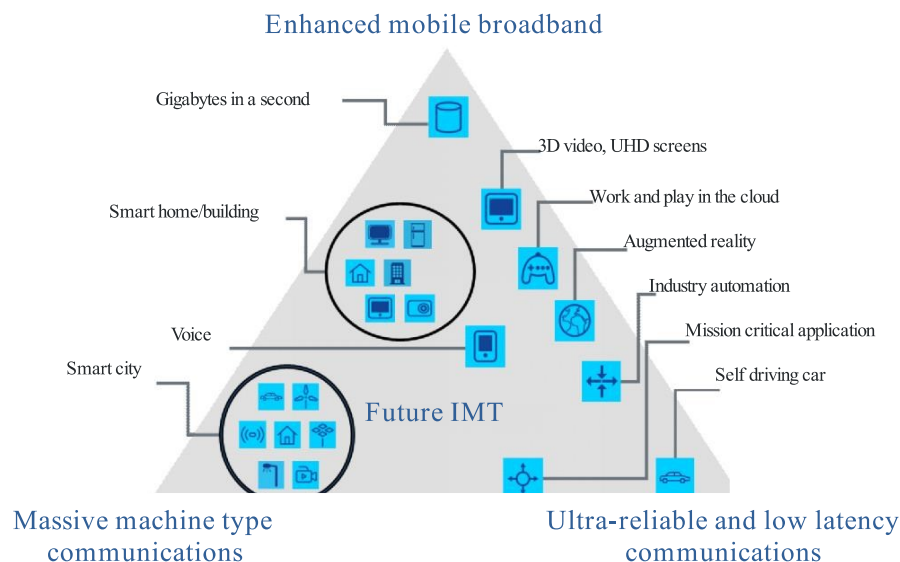 Enhanced mobile broadband
Gigabytes in a second
3D video, UHD screens
Work and play in the cloud
Smart home/building
Augmented reality
Industry automation
Mission critical application
Voice
Smart city
Self driving car
Future IMT
Massive machine type
communications
Ultra-reliable and low latency
communications